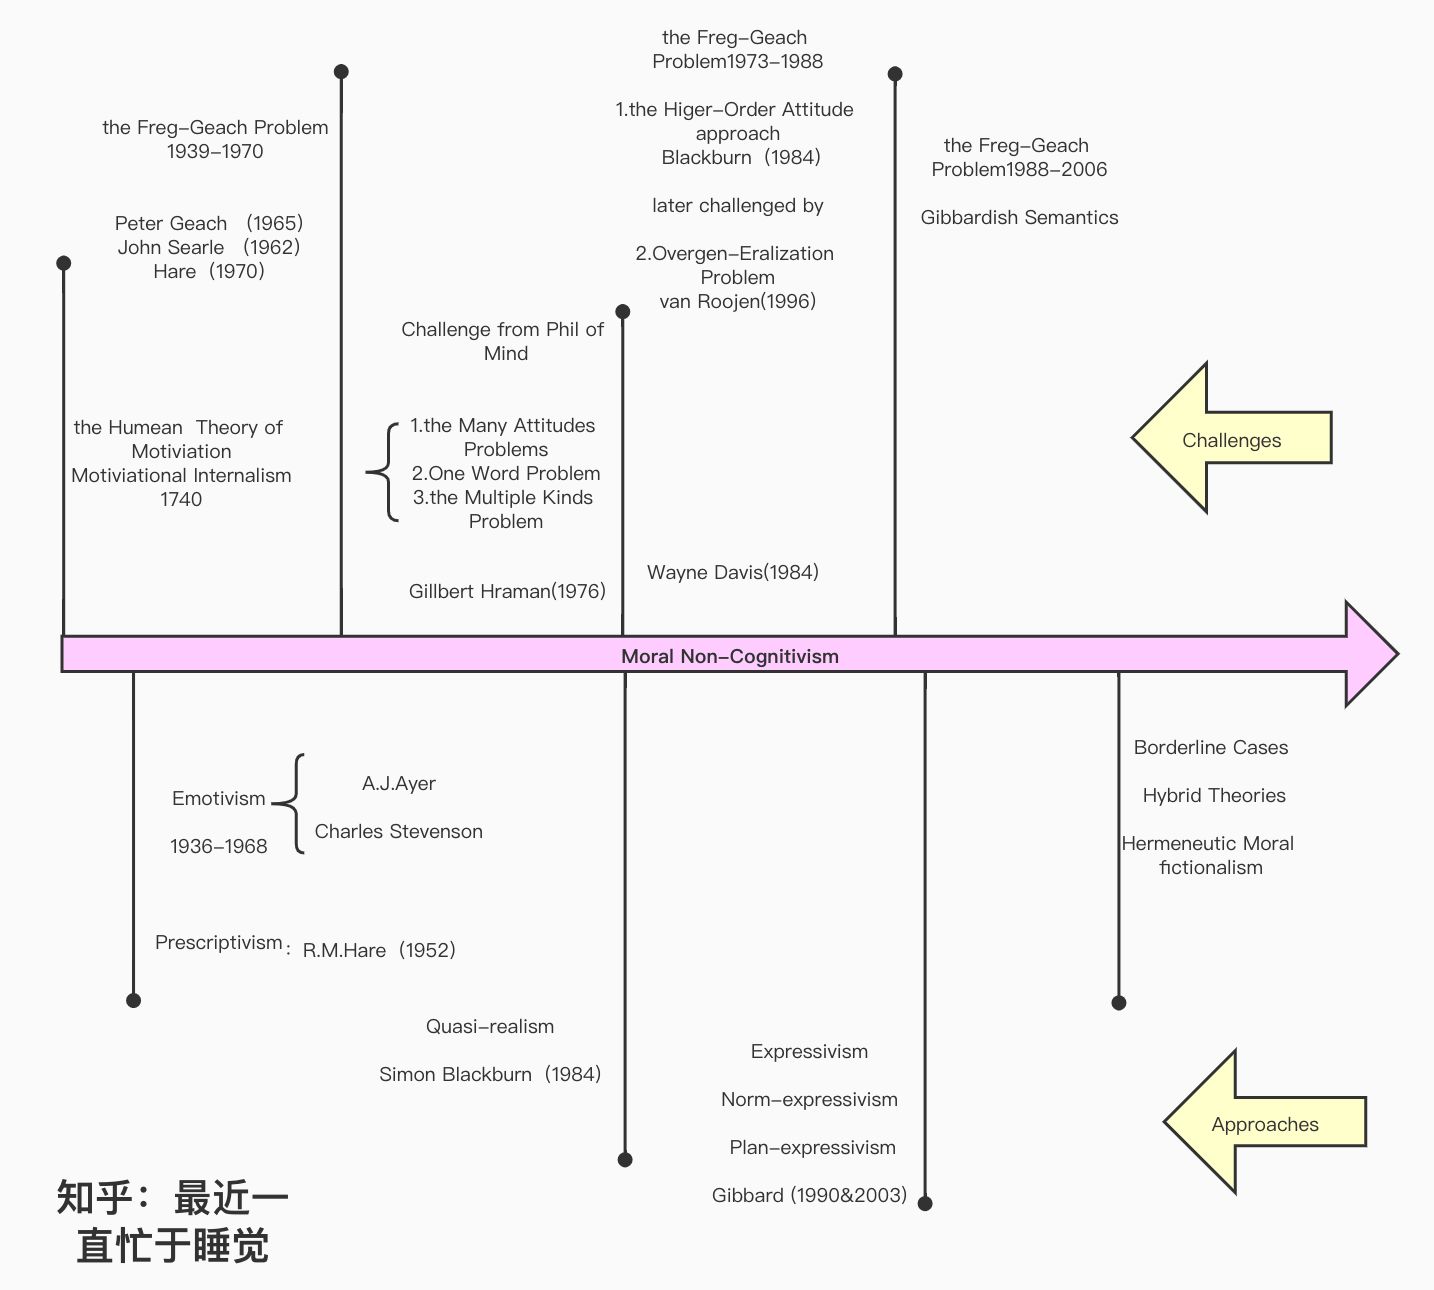 the Freg–Geach
Problem1973–1988
1.the Higer–Order Attitude
approach
Blackburn（1984）
later challenged by
2.Overgen–Eralization
Problem
van Roojen(1996)
the Freg–Geach Problem
1939–1970
Peter Geach （1965）
John Searle （1962）
Hare（1970）
the Freg–Geach
Problem1988–2006
Gibbardish Semantics
Challenge from Phil of
Mind
1.the Many Attitudes
Problems
2.One Word Problem
3.the Multiple Kinds
Problem
Gillbert Hraman(1976)
the Humean Theory of
Motiviation
Motiviational Internalism
1740
Wayne Davis(1984)
Challenges
Moral Non–Cognitivism
Emotivism
1936–1968
A.J.Ayer
Charles Stevenson
Prescriptivism：R.M.Hare（1952）
Quasi–realism
Simon Blackburn（1984）
Expressivism
Norm–expressivism
Plan–expressivism
Gibbard (1990&2003)
Borderline Cases
Hybrid Theories
Hermeneutic Moral
fictionalism
Approaches
知乎：最近一
直忙于睡觉